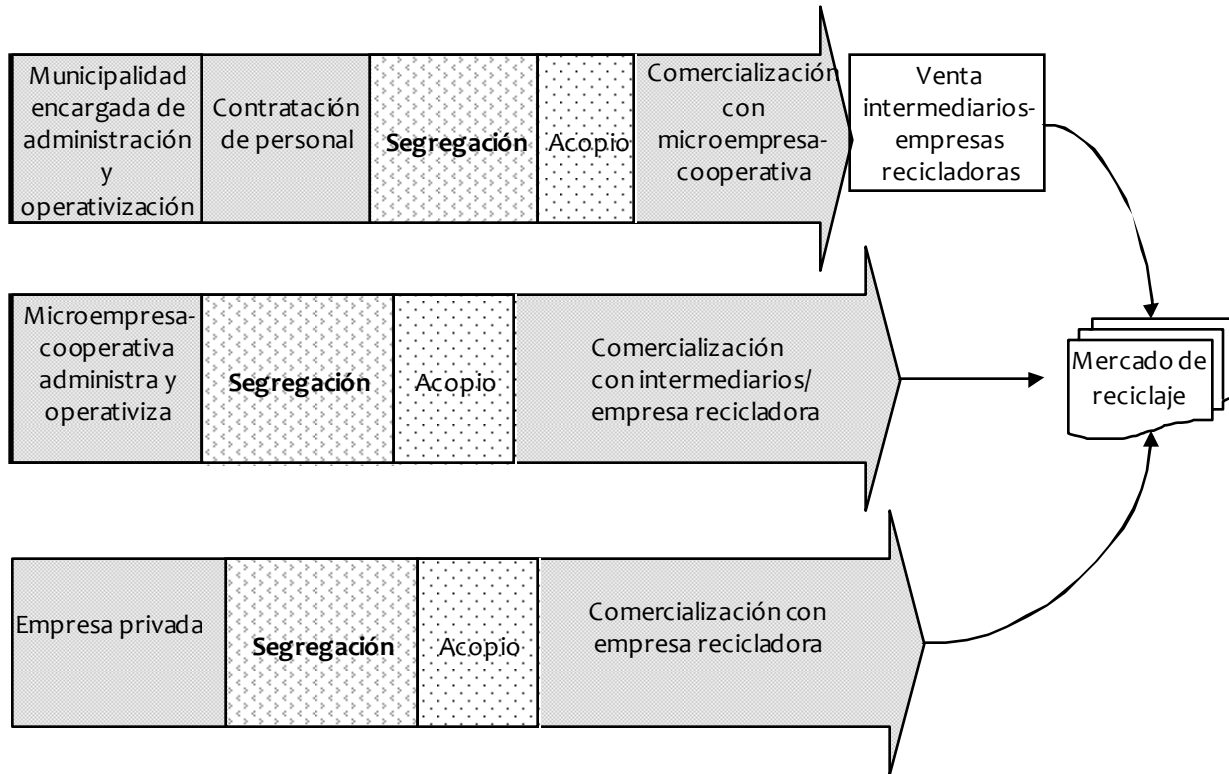 Municipalidad
encargada de
administración
y
operativización
Contratación
de personal
Segregación
Acopio
Comercialización
con
microempresa-
cooperativa
Venta
intermediarios-
empresas
recicladoras
Microempresa-
cooperativa
administra y
operativiza
Segregación
Acopio
Comercialización
con intermediarios/
empresa recicladora
Mercado de
reciclaje
Empresa privada
Segregación
Acopio
Comercialización con
empresa recicladora